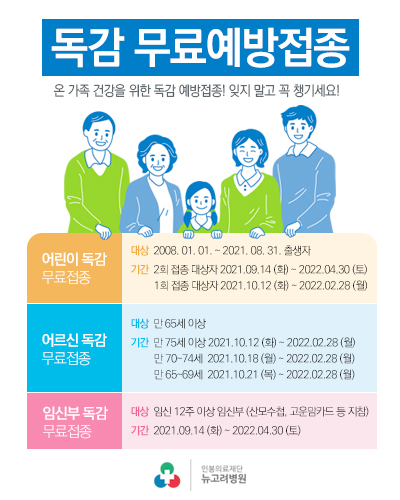 독감 무료예방접종
온 가족 건강을 위한 독감 예방접종! 잊지 말고 꼭 챙기세요!
어린이 독감
무료접종
대상 2008. 01. 01. ~ 2021. 08. 31. 출생자
기간 2회 접종 대상자 2021.09.14 (화) ~ 2022.04.30 (토)
1회 접종 대상자 2021.10.12 (화) ~ 2022.02.28 (월)
어르신 독감
무료접종
대상 만 65세 이상
기간 만 75세 이상 2021.10.12 (화) ~ 2022.02.28 (월)
만 70~74세 2021.10.18 (월) ~ 2022.02.28 (월)
만 65~69세 2021.10.21 (목) ~ 2022.02.28 (월)
임신부 독감
무료접종
대상 임신 12주 이상 임신부 (산모수첩, 고운맘카드 등 지참)
기간 2021.09.14 (화) ~ 2022.04.30 (토)
인봉의료재단
뉴고려병원